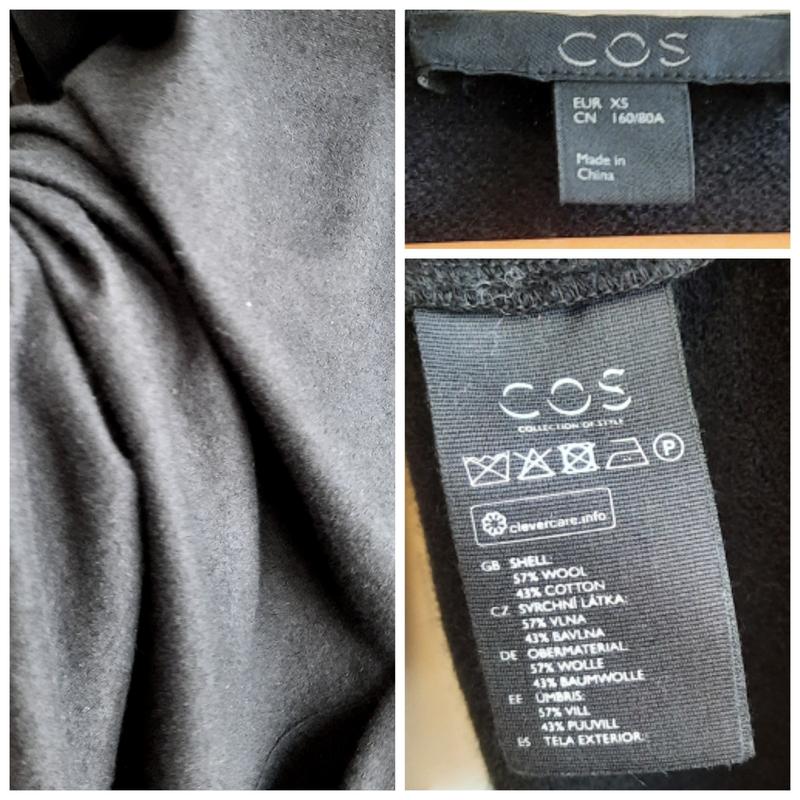 COS
EUR XS
CN 160/80A
Made in
China
COS
COLLECTION OF STYLE
P
clevercare.info
GB SHELL:
57% WOOL
43% COTTON
CZ SVRCHNÍ LÁTKA:
57% VLNA
43% BAVLNA
DE OBERMATERIAL:
57% WOLLE
43% BAUMWOLLE
EE ÜMBRIS:
57% VILL
43% PUUVILL
ES TELA EXTERIOR: